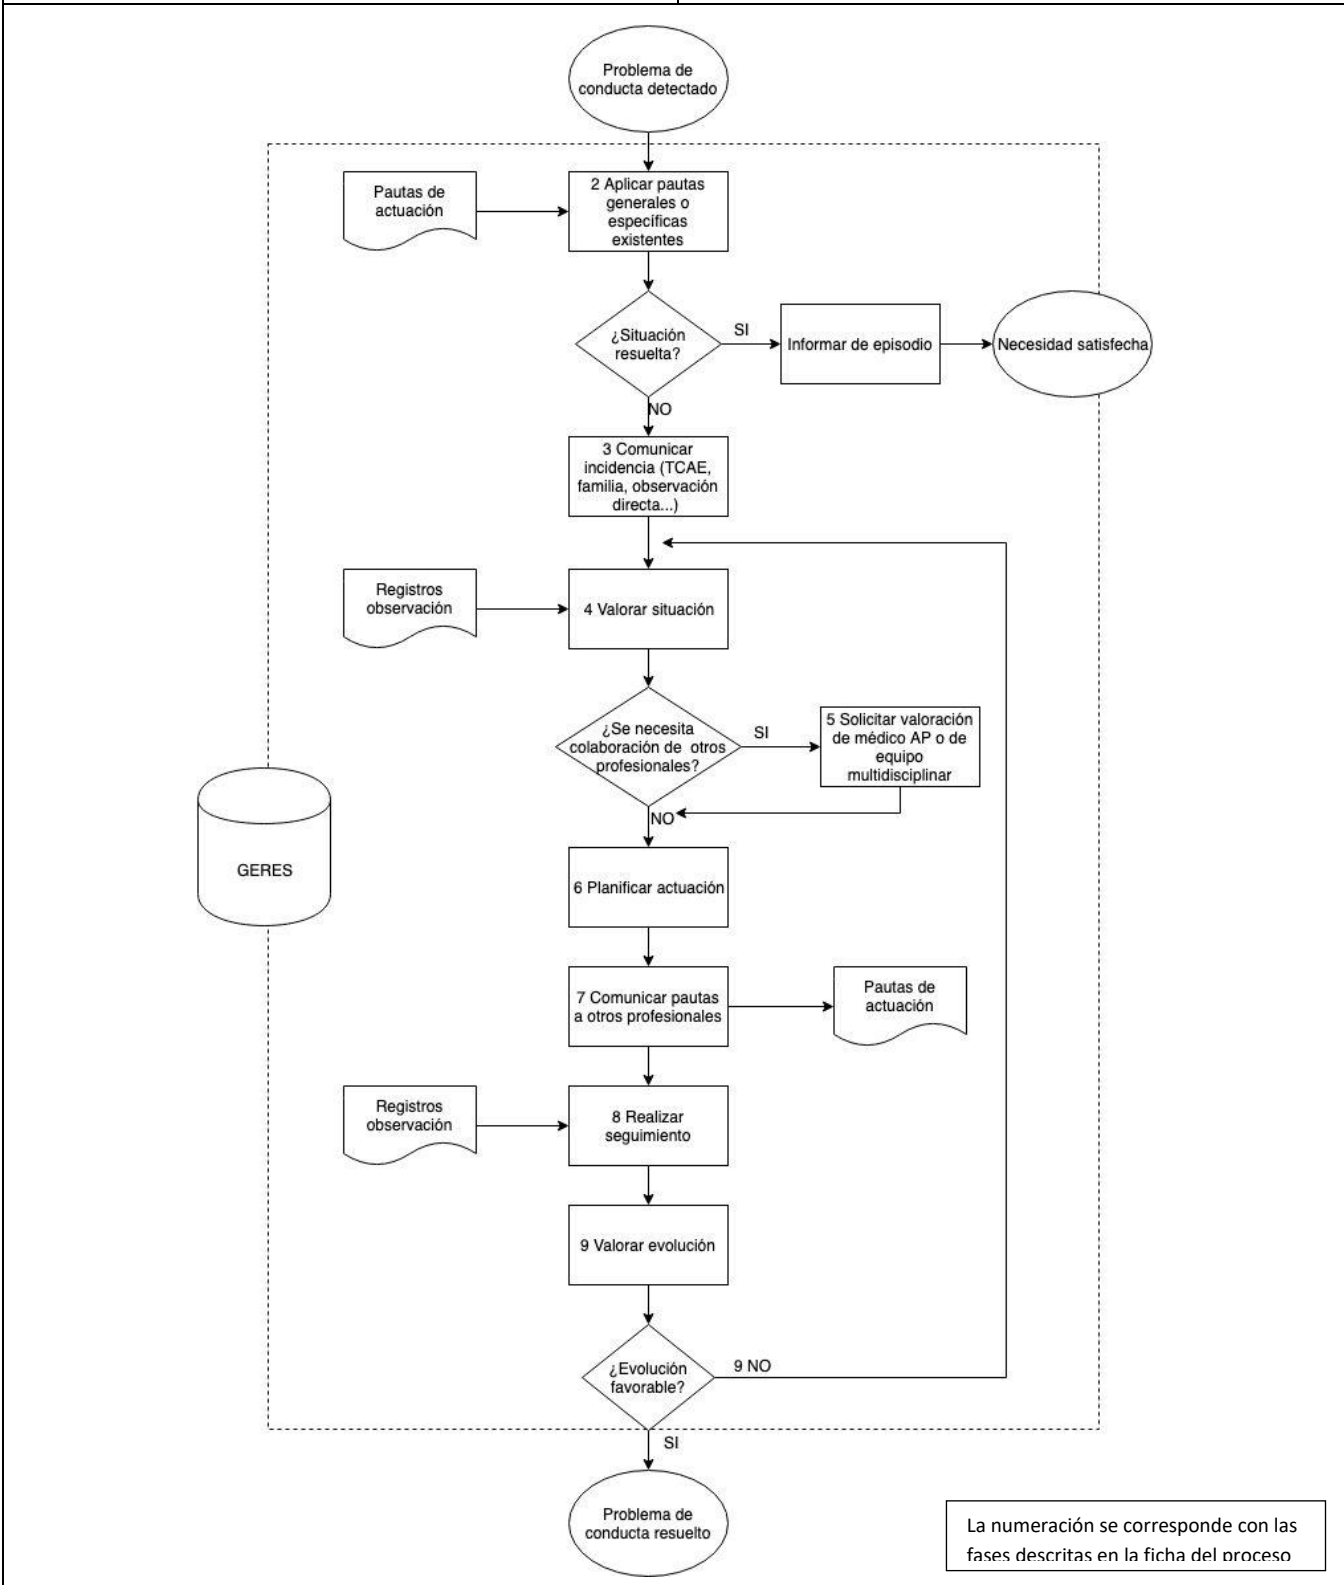 Problema de
conducta detectado
Pautas de
actuación
2 Aplicar pautas
generales o
específicas
existentes
¿Situación
resuelta?
SI
Informar de episodio
Necesidad satisfecha
NO
3 Comunicar
incidencia (TCAE,
familia, observación
directa...)
Registros
observación
4 Valorar situación
¿Se necesita
colaboración de otros
profesionales?
SI
5 Solicitar valoración
de médico AP o de
equipo
multidisciplinar
NO
GERES
6 Planificar actuación
7 Comunicar pautas
a otros profesionales
Pautas de
actuación
Registros
observación
8 Realizar
seguimiento
9 Valorar evolución
¿Evolución
favorable?
9 NO
SI
Problema de
conducta resuelto
La numeración se corresponde con las
fases descritas en la ficha del proceso